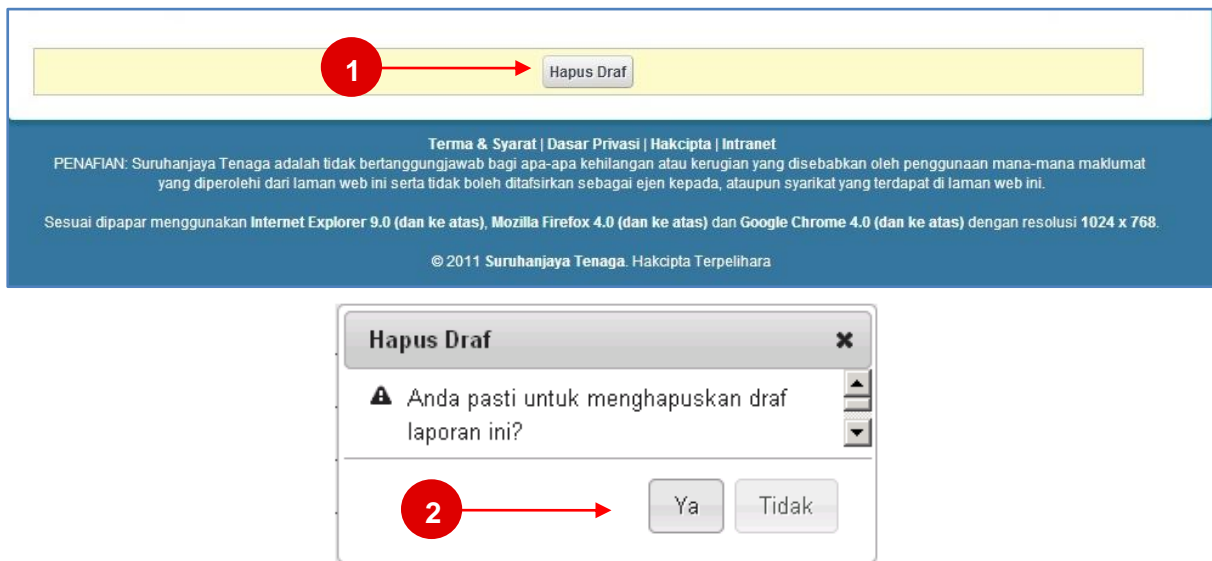 1
Hapus Draf
Terma & Syarat | Dasar Privasi | Hakcipta | Intranet
PENAFIAN: Suruhanjaya Tenaga adalah tidak bertanggungjawab bagi apa-apa kehilangan atau kerugian yang disebabkan oleh penggunaan mana-mana maklumat
yang diperolehi dari laman web ini serta tidak boleh ditafsirkan sebagai ejen kepada, ataupun syarikat yang terdapat di laman web ini.
Sesuai dipapar menggunakan Internet Explorer 9.0 (dan ke atas), Mozilla Firefox 4.0 (dan ke atas) dan Google Chrome 4.0 (dan ke atas) dengan resolusi 1024 x 768.
© 2011 Suruhanjaya Tenaga. Hakcipta Terpelihara
Hapus Draf
Anda pasti untuk menghapuskan draf
laporan ini?
2
Ya Tidak